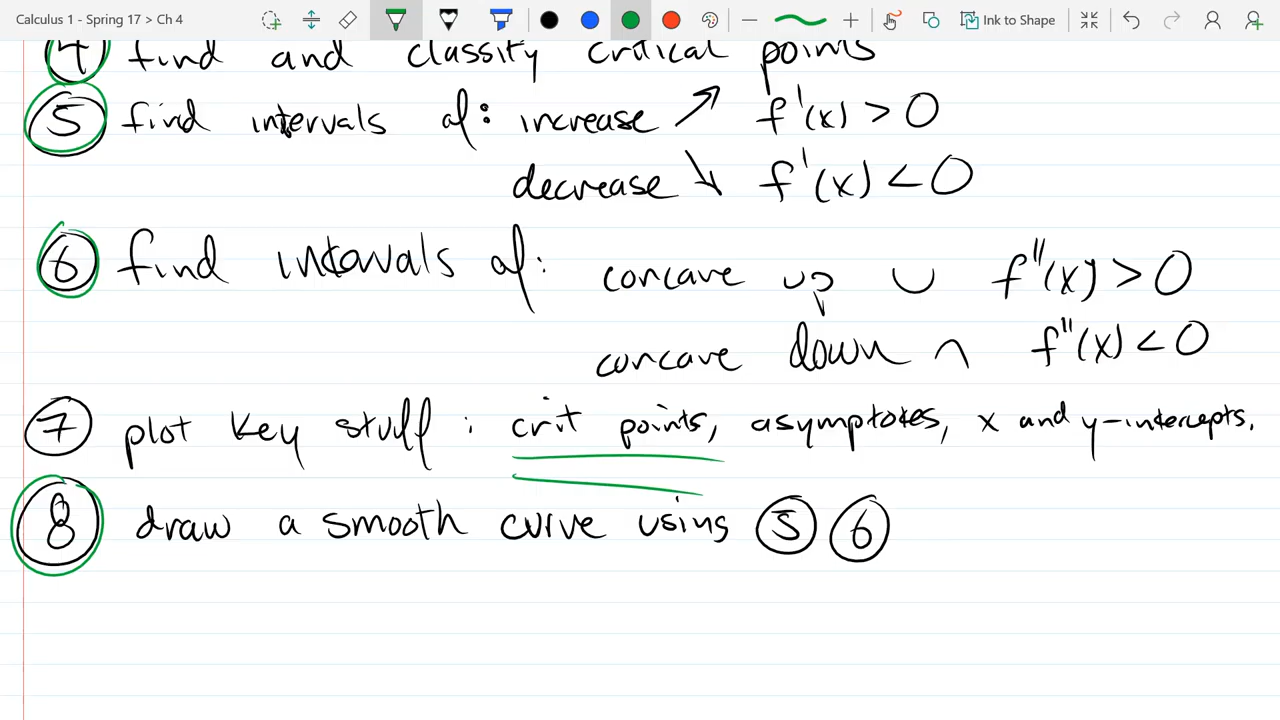 Calculus 1 - Spring 17 > Ch 4
Ink to Shape
④ find and classify critical points
⑤ find intervals of: increase ↗ f'(x) > 0
decrease ↘ f'(x) < 0
⑥ find intervals of: concave up ∪ f''(x) > 0
concave down ∩ f''(x) < 0
⑦ plot key stuff : crit points, asymptotes, x and y-intercepts.
⑧ draw a smooth curve using ⑤ ⑥